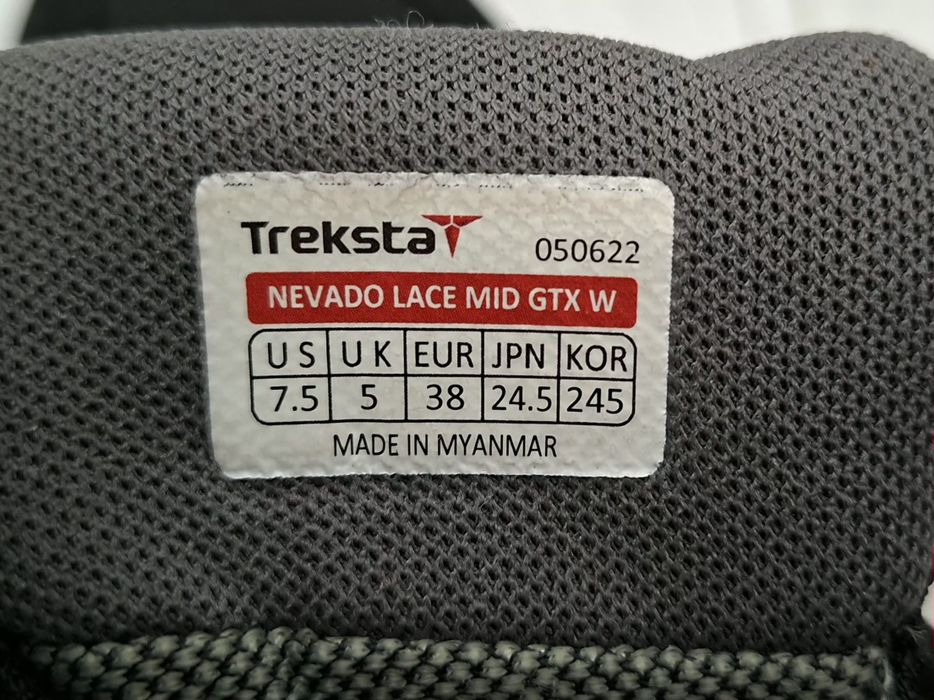 Treksta
050622
NEVADO LACE MID GTX W
US UK EUR JPN KOR
7.5 5 38 24.5 245
MADE IN MYANMAR